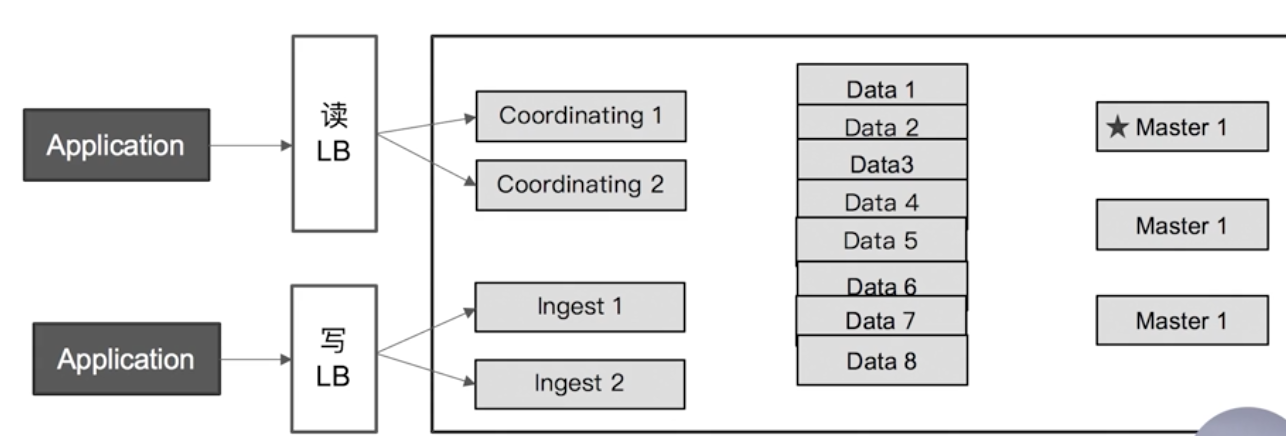 Application
读
LB
Coordinating 1
Coordinating 2
Application
写
LB
Ingest 1
Ingest 2
Data 1
Data 2
Data3
Data 4
Data 5
Data 6
Data 7
Data 8
★ Master 1
Master 1
Master 1